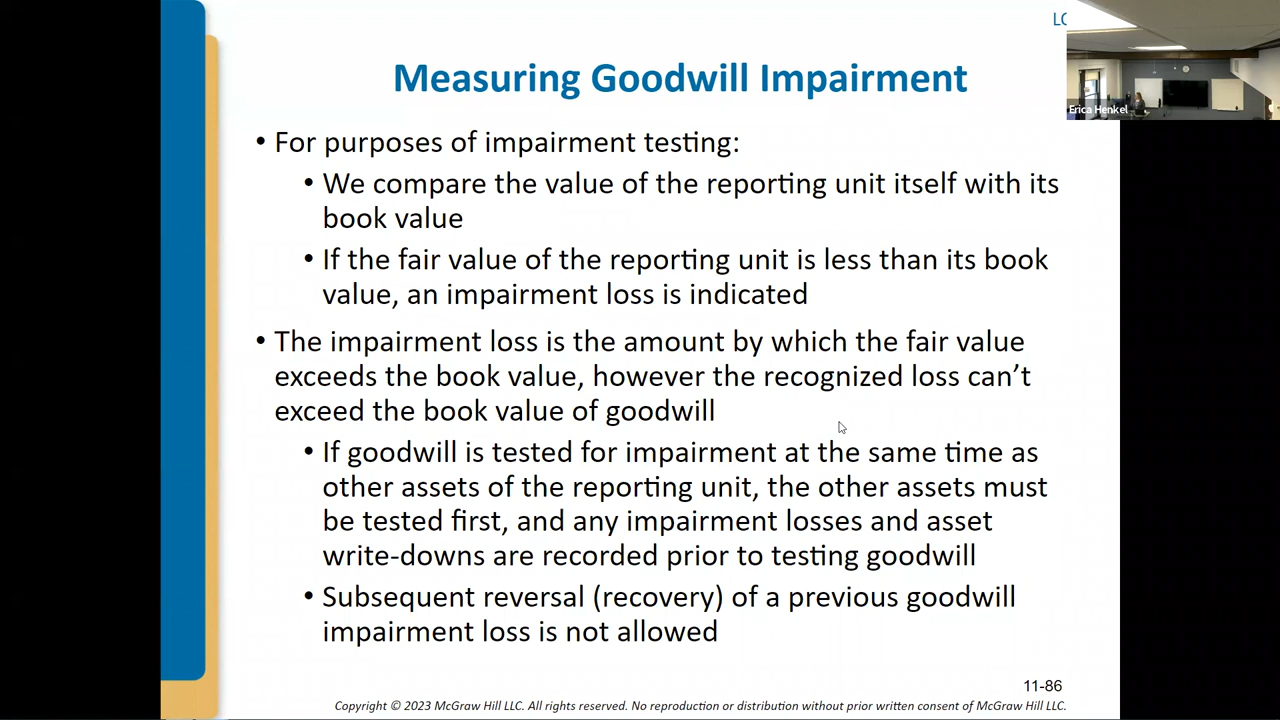 LO
Measuring Goodwill Impairment
Erica Henkel
• For purposes of impairment testing:
• We compare the value of the reporting unit itself with its
book value
• If the fair value of the reporting unit is less than its book
value, an impairment loss is indicated
• The impairment loss is the amount by which the fair value
exceeds the book value, however the recognized loss can’t
exceed the book value of goodwill
• If goodwill is tested for impairment at the same time as
other assets of the reporting unit, the other assets must
be tested first, and any impairment losses and asset
write-downs are recorded prior to testing goodwill
• Subsequent reversal (recovery) of a previous goodwill
impairment loss is not allowed
11-86
Copyright © 2023 McGraw Hill LLC. All rights reserved. No reproduction or distribution without prior written consent of McGraw Hill LLC.